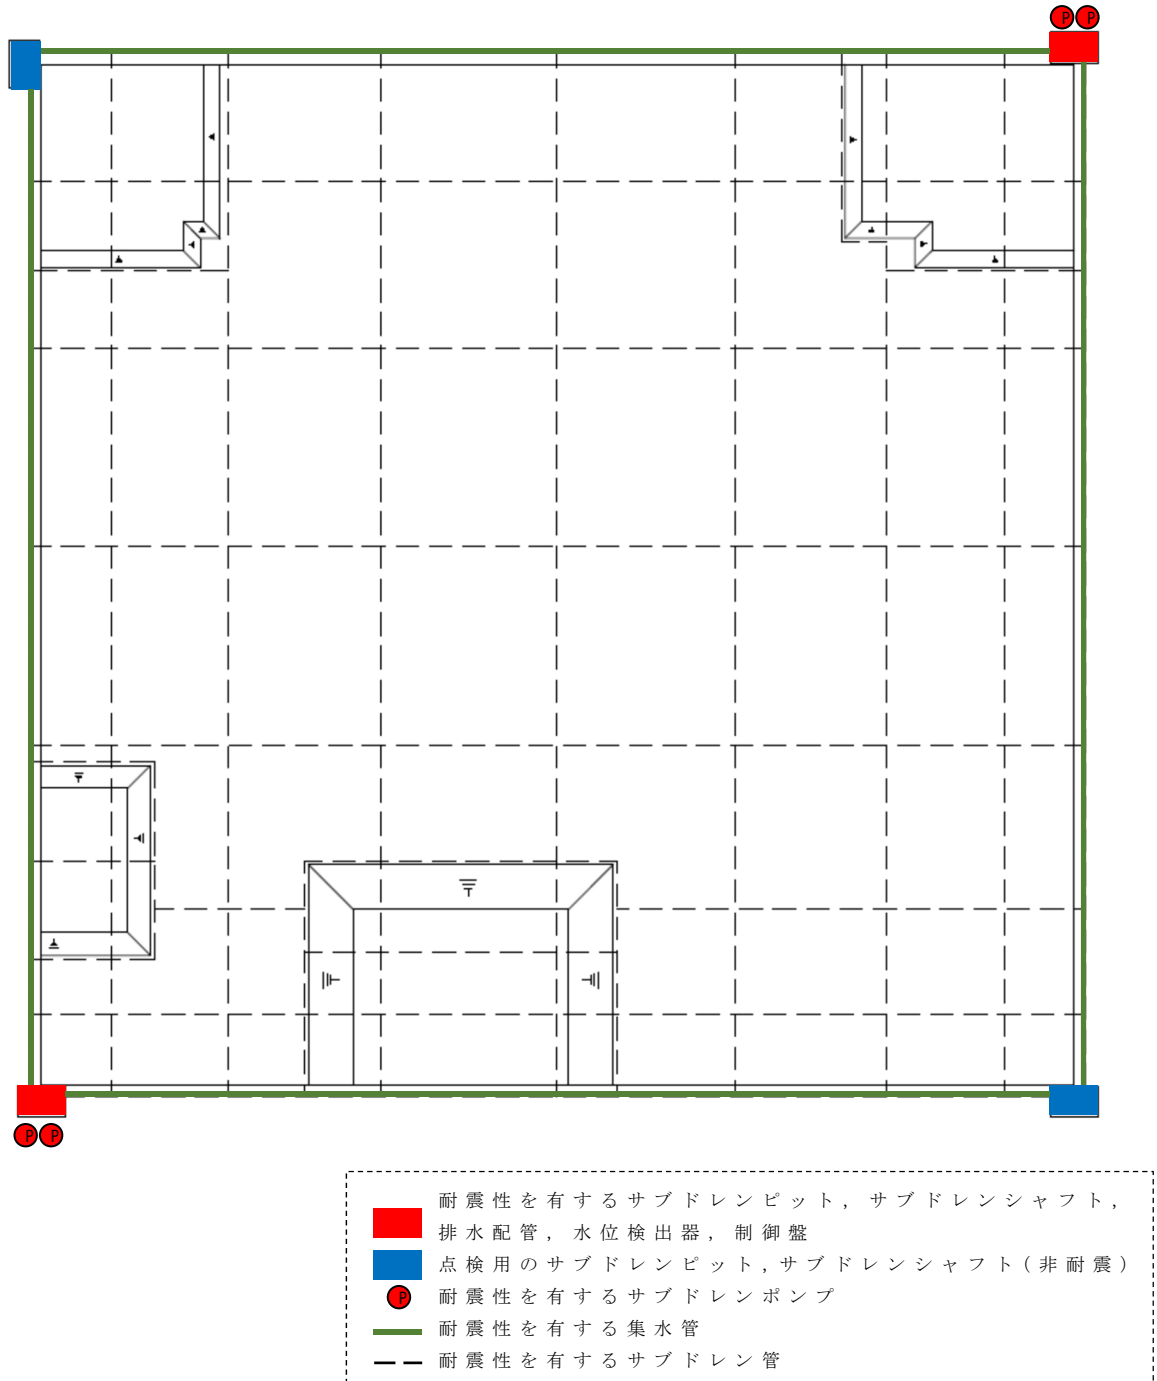 P P
P P
耐震性を有するサブドレンピット, サブドレンシャフト,
排水配管, 水位検出器, 制御盤
点検用のサブドレンピット,サブドレンシャフト(非耐震)
P 耐震性を有するサブドレンポンプ
耐震性を有する集水管
耐震性を有するサブドレン管